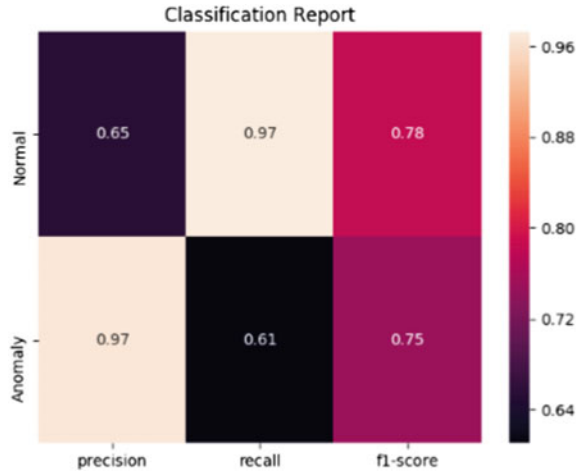 Classification Report
Normal
0.65 0.97 0.78
Anomaly
0.97 0.61 0.75
precision recall f1-score
0.96
0.88
0.80
0.72
0.64